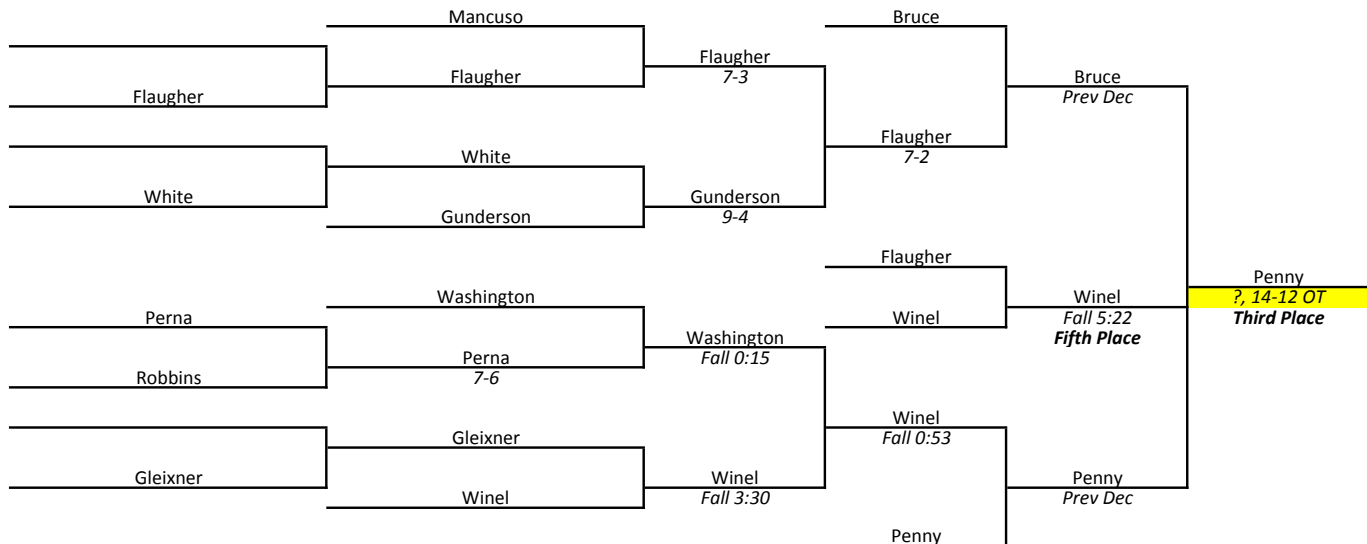 Mancuso
Bruce
Flaugher
7-3
Flaugher
Bruce
Prev Dec
Flaugher
Flaugher
7-2
White
White
Gunderson
9-4
Gunderson
Flaugher
Penny
?, 14-12 OT
Third Place
Washington
Winel
Fall 5:22
Fifth Place
Perna
Winel
Washington
Fall 0:15
Perna
7-6
Robbins
Winel
Fall 0:53
Gleixner
Gleixner
Winel
Fall 3:30
Penny
Prev Dec
Winel
Penny